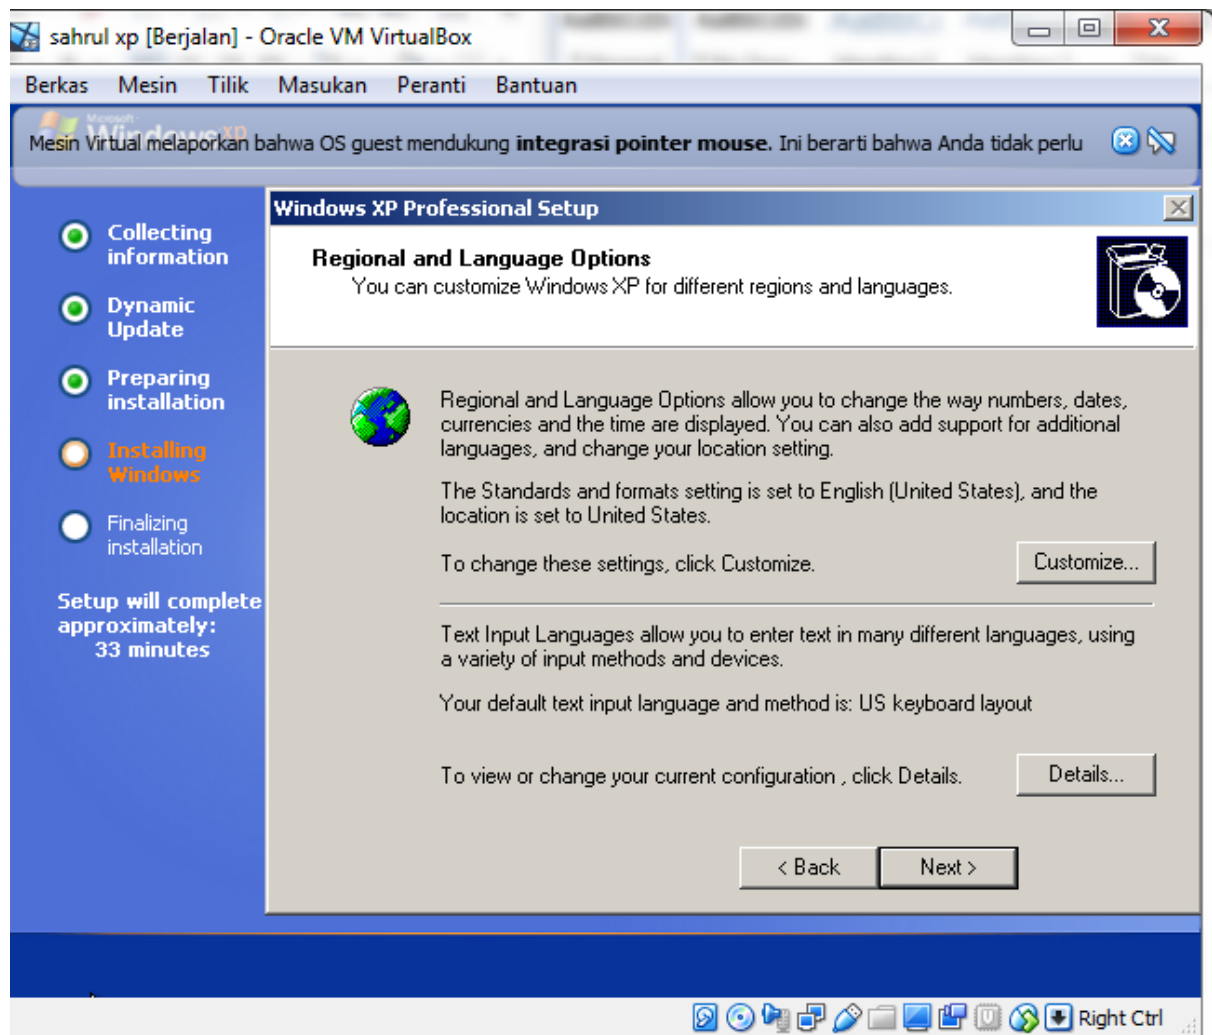 sahrul xp [Berjalan] - Oracle VM VirtualBox
Berkas Mesin Tilik Masukan Peranti Bantuan
Microsoft
Windows XP
Mesin Virtual melaporkan bahwa OS guest mendukung integrasi pointer mouse. Ini berarti bahwa Anda tidak perlu
Collecting
information
Dynamic
Update
Preparing
installation
Installing
Windows
Finalizing
installation
Setup will complete
approximately:
33 minutes
Windows XP Professional Setup
Regional and Language Options
You can customize Windows XP for different regions and languages.
Regional and Language Options allow you to change the way numbers, dates,
currencies and the time are displayed. You can also add support for additional
languages, and change your location setting.
The Standards and formats setting is set to English (United States), and the
location is set to United States.
To change these settings, click Customize.
Customize...
Text Input Languages allow you to enter text in many different languages, using
a variety of input methods and devices.
Your default text input language and method is: US keyboard layout
To view or change your current configuration , click Details.
Details...
< Back
Next >
Right Ctrl